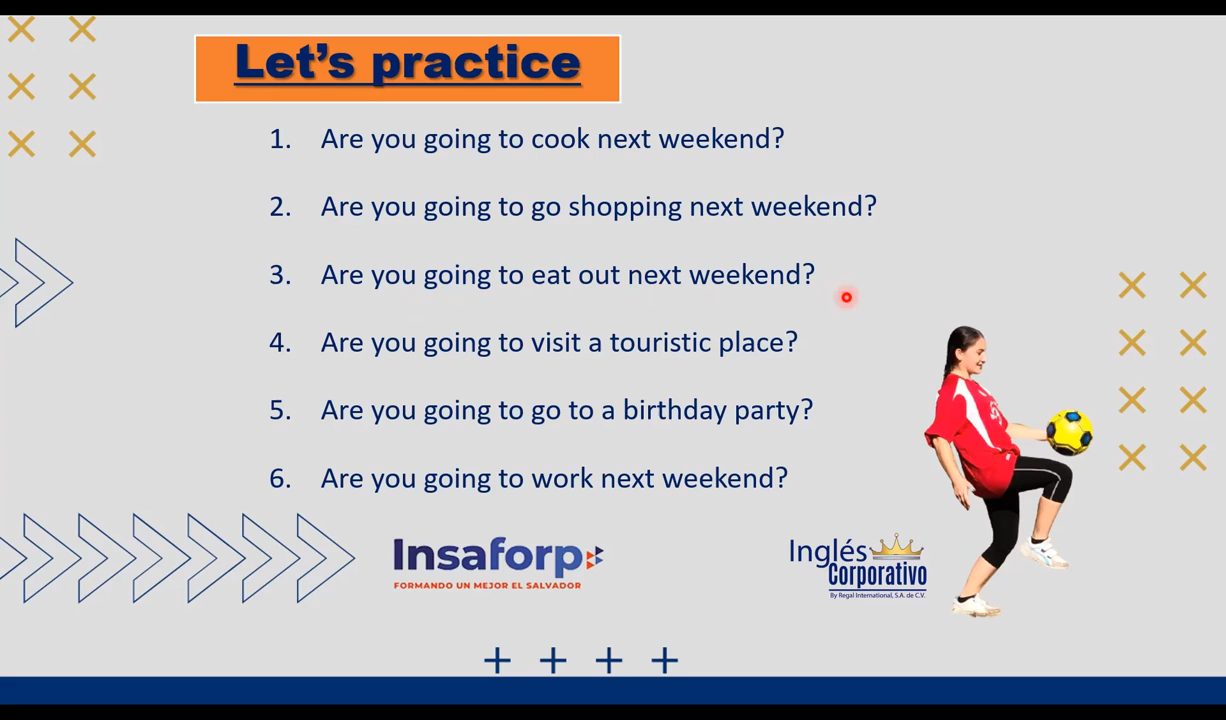 Let's practice
1. Are you going to cook next weekend?
2. Are you going to go shopping next weekend?
3. Are you going to eat out next weekend?
4. Are you going to visit a touristic place?
5. Are you going to go to a birthday party?
6. Are you going to work next weekend?
Insaforp
FORMANDO UN MEJOR EL SALVADOR
Inglés
Corporativo
By Regal International, S.A. de C.V.